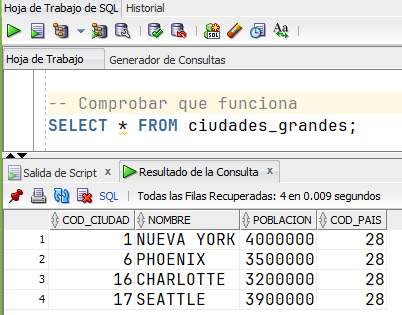 Hoja de Trabajo de SQL Historial
Hoja de Trabajo Generador de Consultas
-- Comprobar que funciona
SELECT * FROM ciudades_grandes;
Salida de Script x Resultado de la Consulta x
SQL | Todas las Filas Recuperadas: 4 en 0.009 segundos
COD_CIUDAD NOMBRE POBLACION COD_PAIS
1 1 NUEVA YORK 4000000 28
2 6 PHOENIX 3500000 28
3 16 CHARLOTTE 3200000 28
4 17 SEATTLE 3900000 28